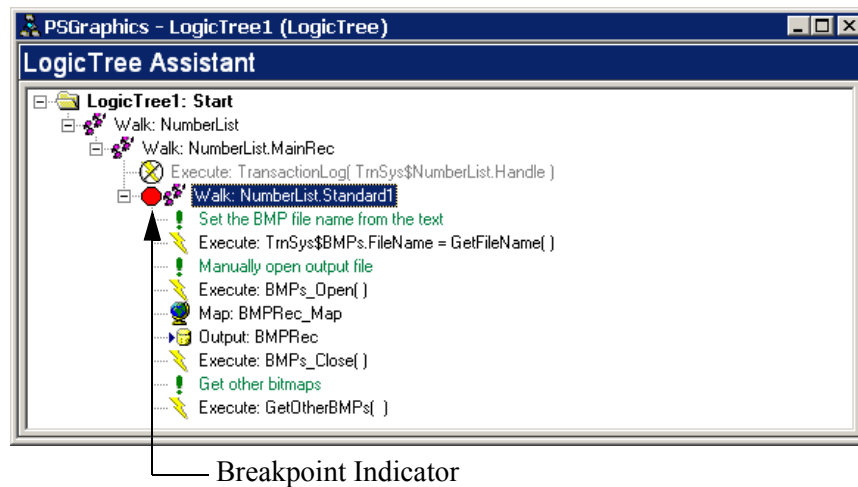 PSGraphics - LogicTree1 (LogicTree)
LogicTree Assistant
LogicTree1: Start
Walk: NumberList
Walk: NumberList.MainRec
Execute: TransactionLog( TrnSys$NumberList.Handle )
Walk: NumberList.Standard1
Set the BMP file name from the text
Execute: TrnSys$BMPs.FileName = GetFileName( )
Manually open output file
Execute: BMPs_Open( )
Map: BMPRec_Map
Output: BMPRec
Execute: BMPs_Close( )
Get other bitmaps
Execute: GetOtherBMPs(  )
Breakpoint Indicator